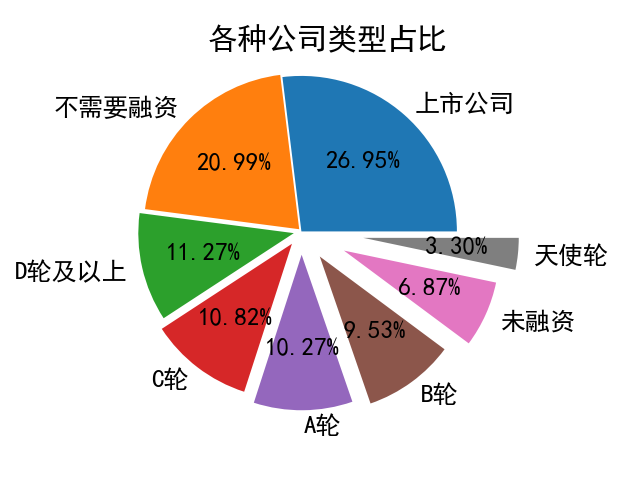 各种公司类型占比
上市公司
26.95%
不需要融资
20.99%
D轮及以上
11.27%
C轮
10.82%
A轮
10.27%
B轮
9.53%
未融资
6.87%
天使轮
3.30%